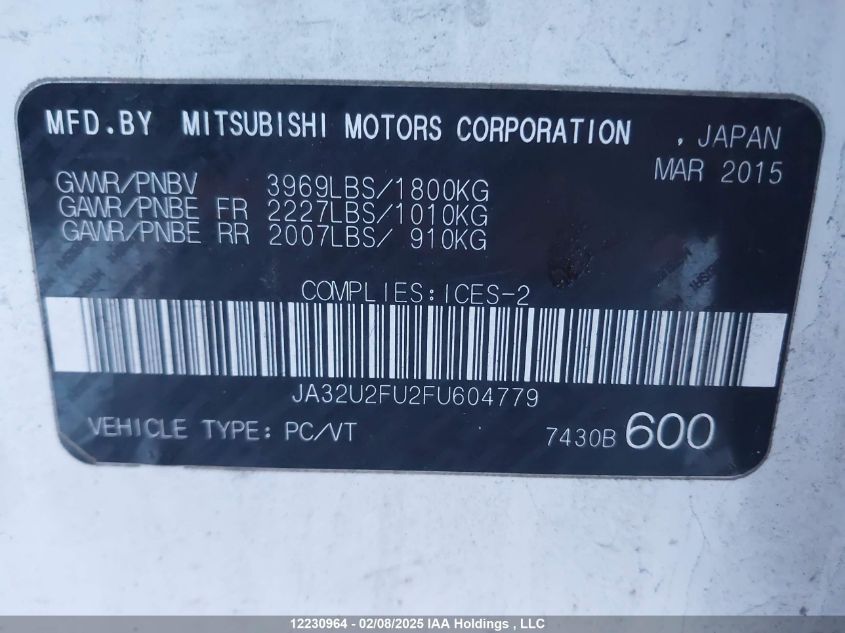 MFD.BY MITSUBISHI MOTORS CORPORATION , JAPAN
MAR 2015
GVWR/PNBV 3969LBS/1800KG
GAWR/PNBE FR 2227LBS/1010KG
GAWR/PNBE RR 2007LBS/ 910KG
COMPLIES:ICES-2
JA32U2FU2FU604779
VEHICLE TYPE: PC/VT 7430B 600
12230964 - 02/08/2025 IAA Holdings , LLC